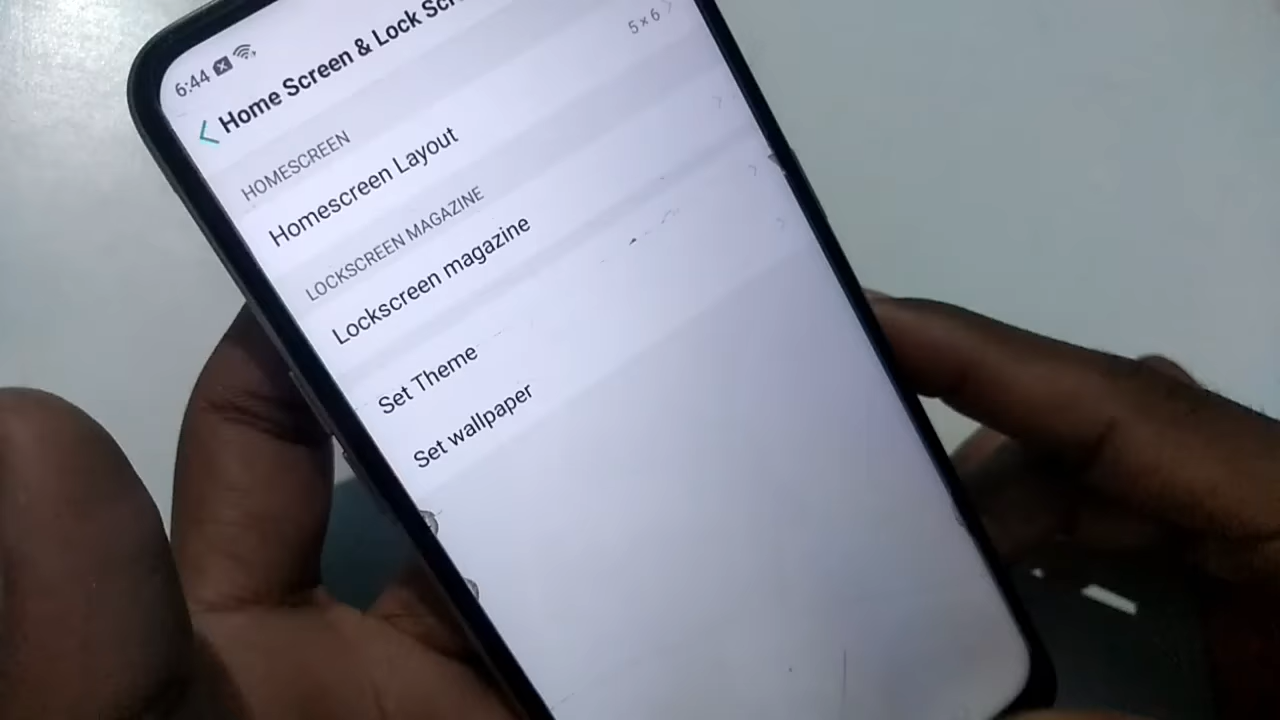 6:44
Home Screen & Lock Scr
HOMESCREEN
Homescreen Layout 5 × 6
LOCKSCREEN MAGAZINE
Lockscreen magazine
Set Theme
Set wallpaper